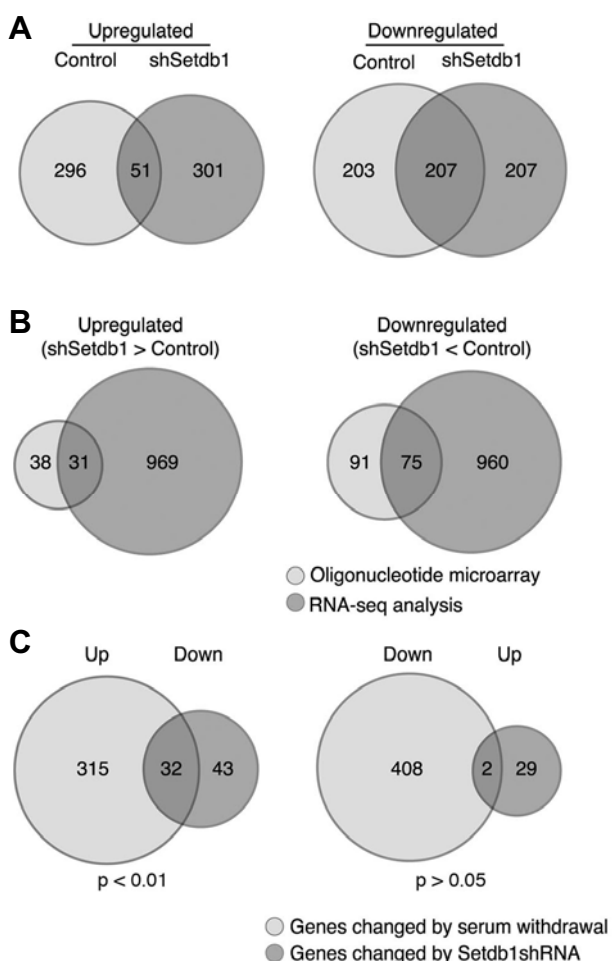 A
Upregulated
Control shSetdb1
296 51 301
Downregulated
Control shSetdb1
203 207 207
B
Upregulated
(shSetdb1 > Control)
38 31 969
Downregulated
(shSetdb1 < Control)
91 75 960
Oligonucleotide microarray
RNA-seq analysis
C
Up Down
315 32 43
p < 0.01
Down Up
408 2 29
p > 0.05
Genes changed by serum withdrawal
Genes changed by Setdb1shRNA